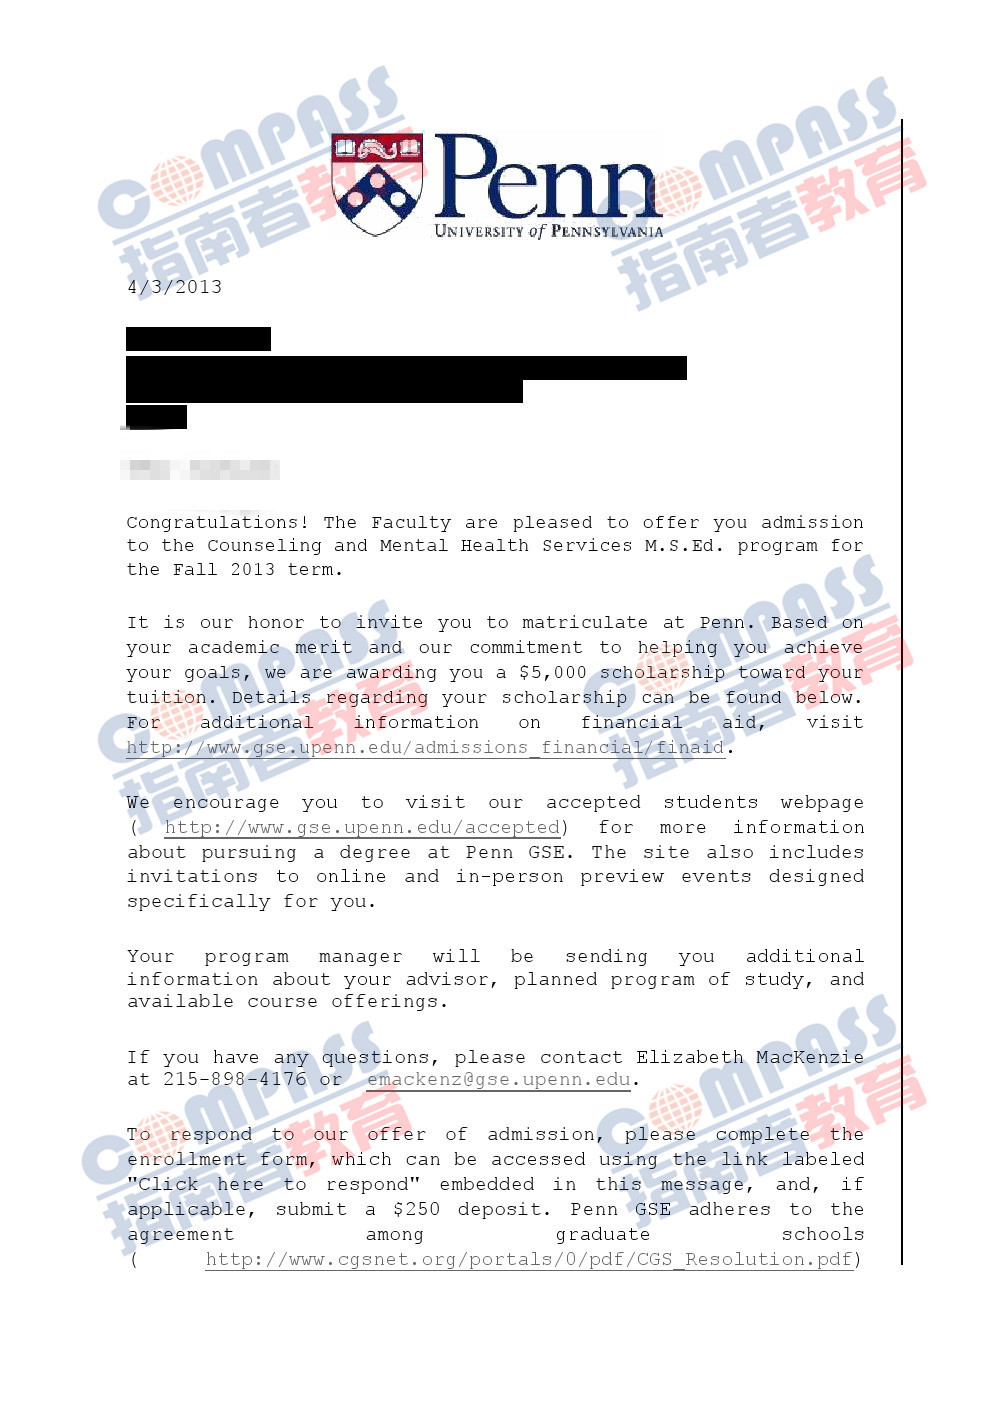 COMPASS
指南者教育
COMPASS
指南者教育
Penn
UNIVERSITY of PENNSYLVANIA
4/3/2013
Congratulations! The Faculty are pleased to offer you admission
to the Counseling and Mental Health Services M.S.Ed. program for
the Fall 2013 term.
It is our honor to invite you to matriculate at Penn. Based on
your academic merit and our commitment to helping you achieve
your goals, we are awarding you a $5,000 scholarship toward your
tuition. Details regarding your scholarship can be found below.
For additional information on financial aid, visit
http://www.gse.upenn.edu/admissions_financial/finaid.
COMPASS
指南者教育
COMPASS
指南者教育
We encourage you to visit our accepted students webpage
( http://www.gse.upenn.edu/accepted) for more information
about pursuing a degree at Penn GSE. The site also includes
invitations to online and in-person preview events designed
specifically for you.
Your program manager will be sending you additional
information about your advisor, planned program of study, and
available course offerings.
If you have any questions, please contact Elizabeth MacKenzie
at 215-898-4176 or emackenz@gse.upenn.edu.
COMPASS
指南者教育
COMPASS
指南者教育
To respond to our offer of admission, please complete the
enrollment form, which can be accessed using the link labeled
"Click here to respond" embedded in this message, and, if
applicable, submit a $250 deposit. Penn GSE adheres to the
agreement among graduate schools
( http://www.cgsnet.org/portals/0/pdf/CGS_Resolution.pdf)